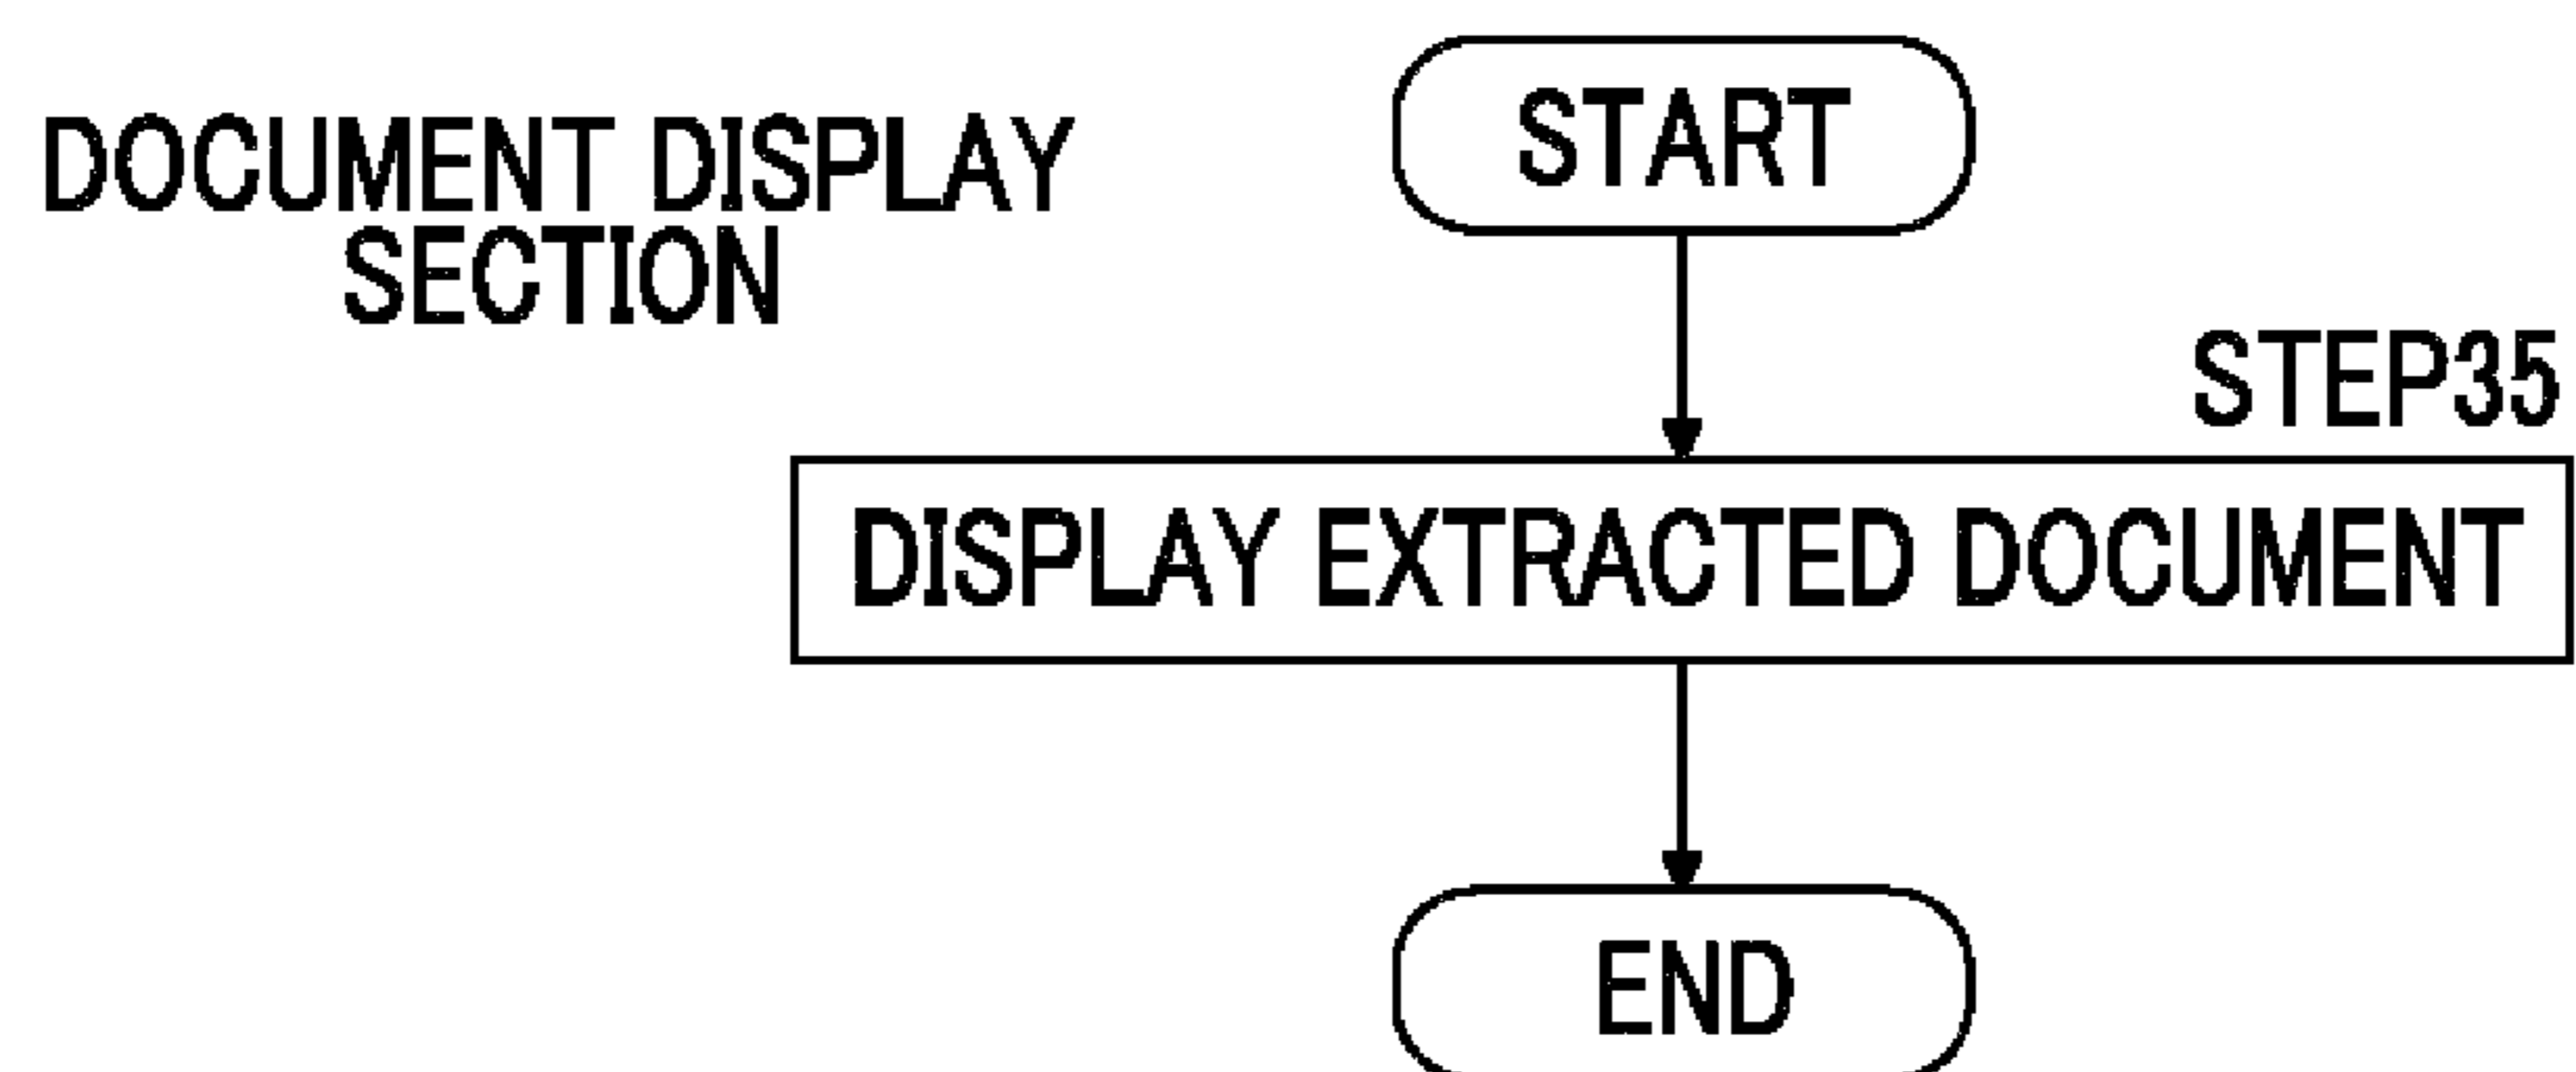 START
DOCUMENT DISPLAY
SECTION
STEP35
DISPLAY EXTRACTED DOCUMENT
END